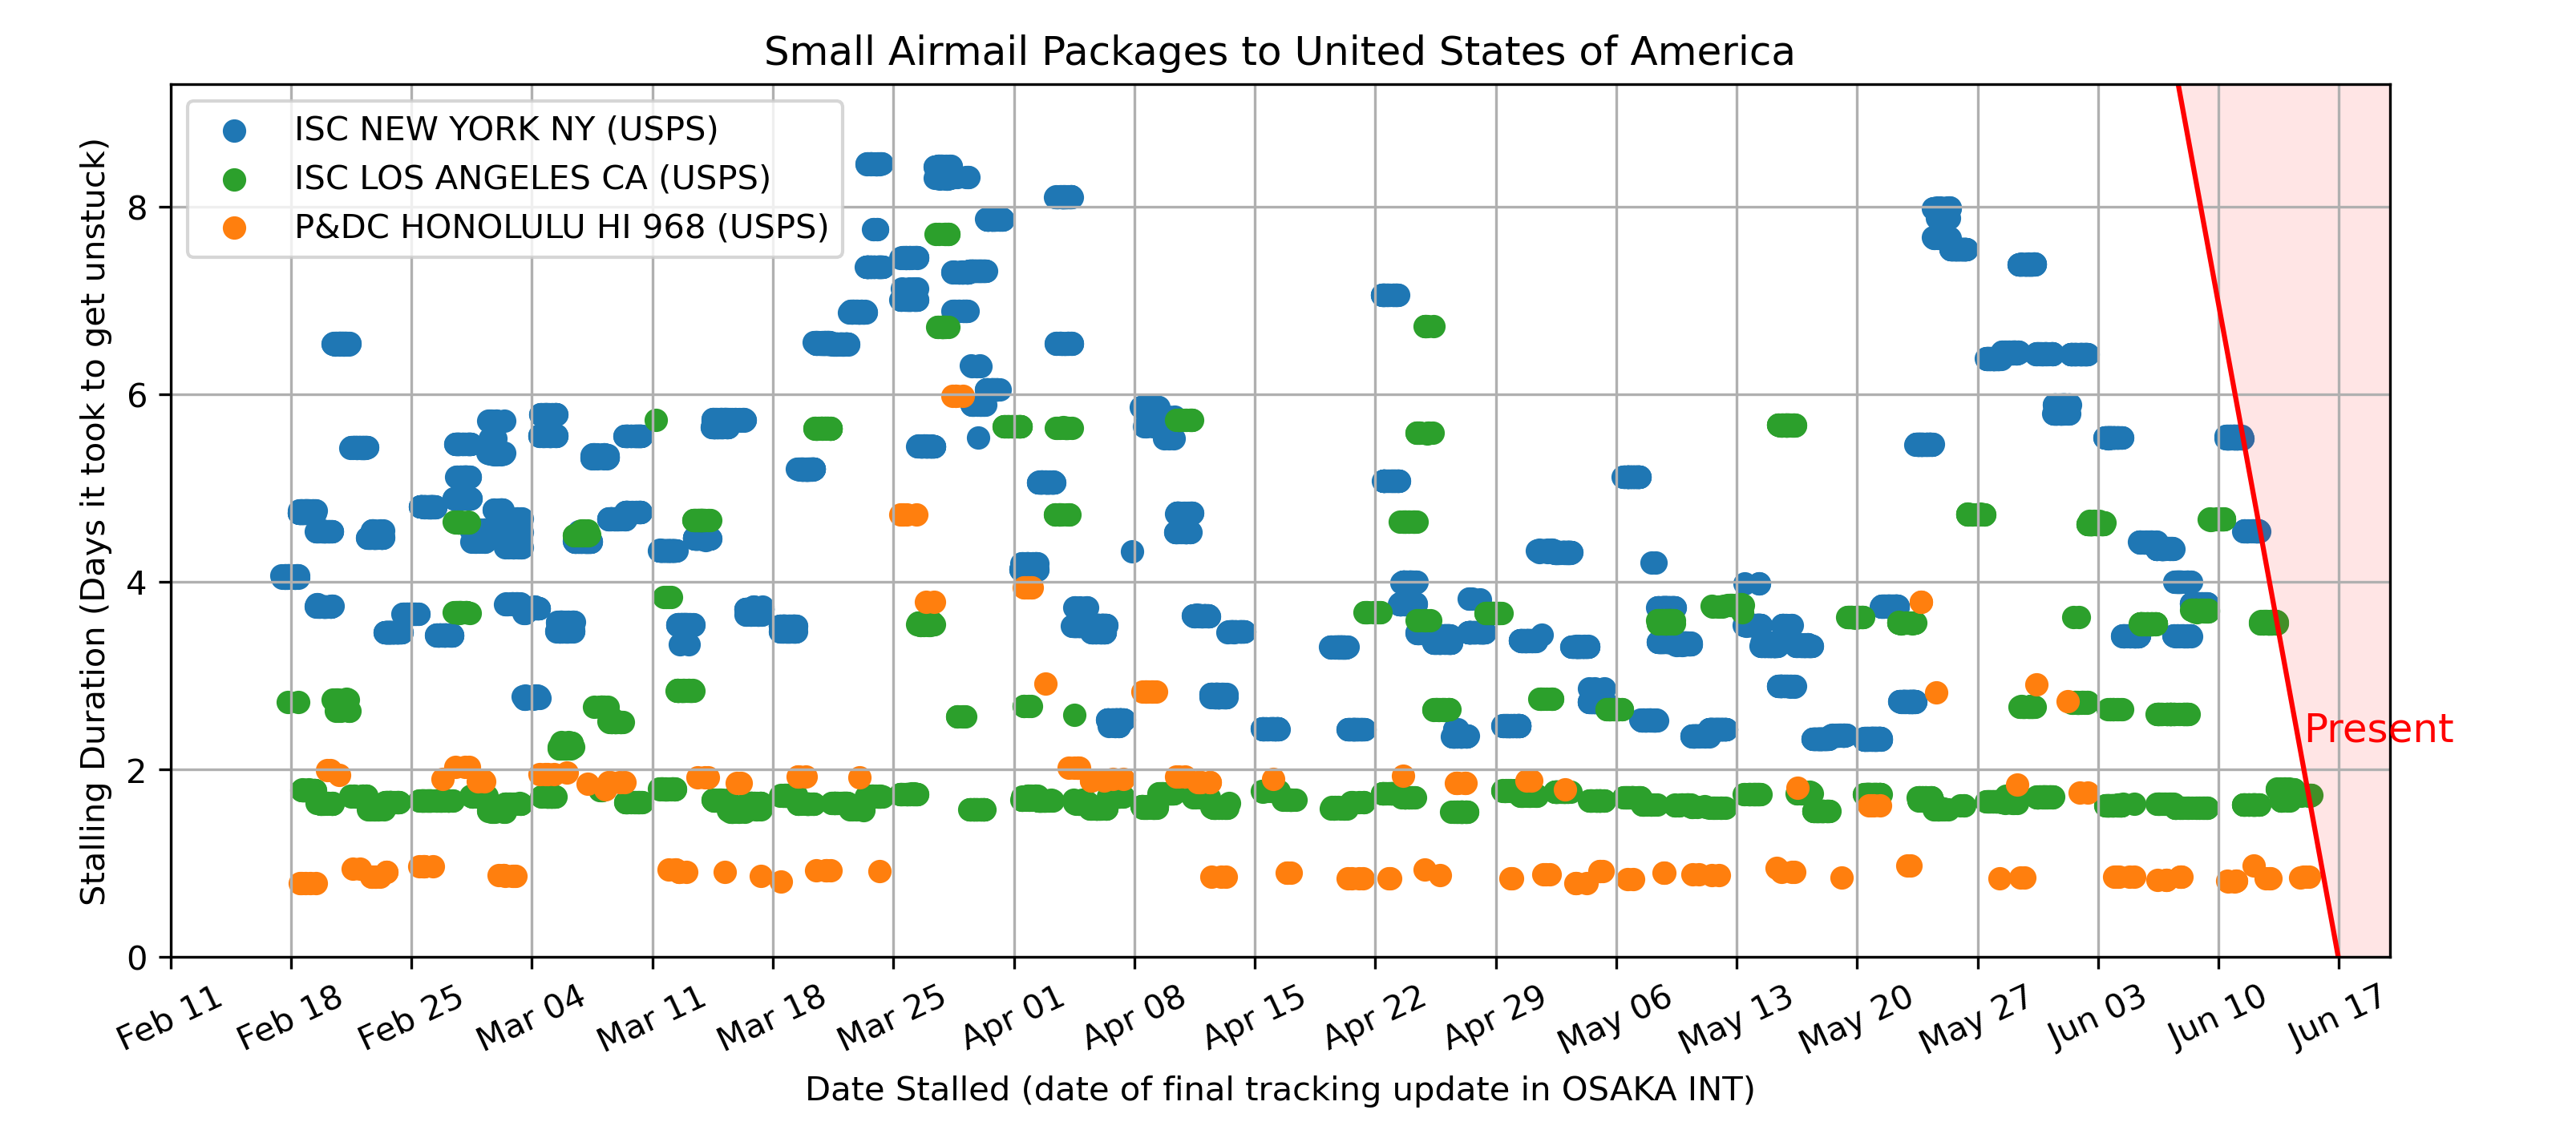 Small Airmail Packages to United States of America
ISC NEW YORK NY (USPS)
ISC LOS ANGELES CA (USPS)
P&DC HONOLULU HI 968 (USPS)
Stalling Duration (Days it took to get unstuck)
8
6
4
2
0
Present
Feb 11
Feb 18
Feb 25
Mar 04
Mar 11
Mar 18
Mar 25
Apr 01
Apr 08
Apr 15
Apr 22
Apr 29
May 06
May 13
May 20
May 27
Jun 03
Jun 10
Jun 17
Date Stalled (date of final tracking update in OSAKA INT)